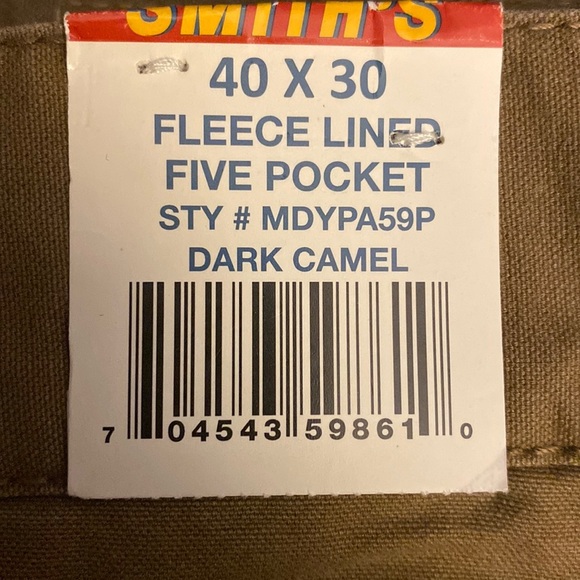 SMITH'S
40 X 30
FLEECE LINED
FIVE POCKET
STY # MDYPA59P
DARK CAMEL
7 04543 59861 0